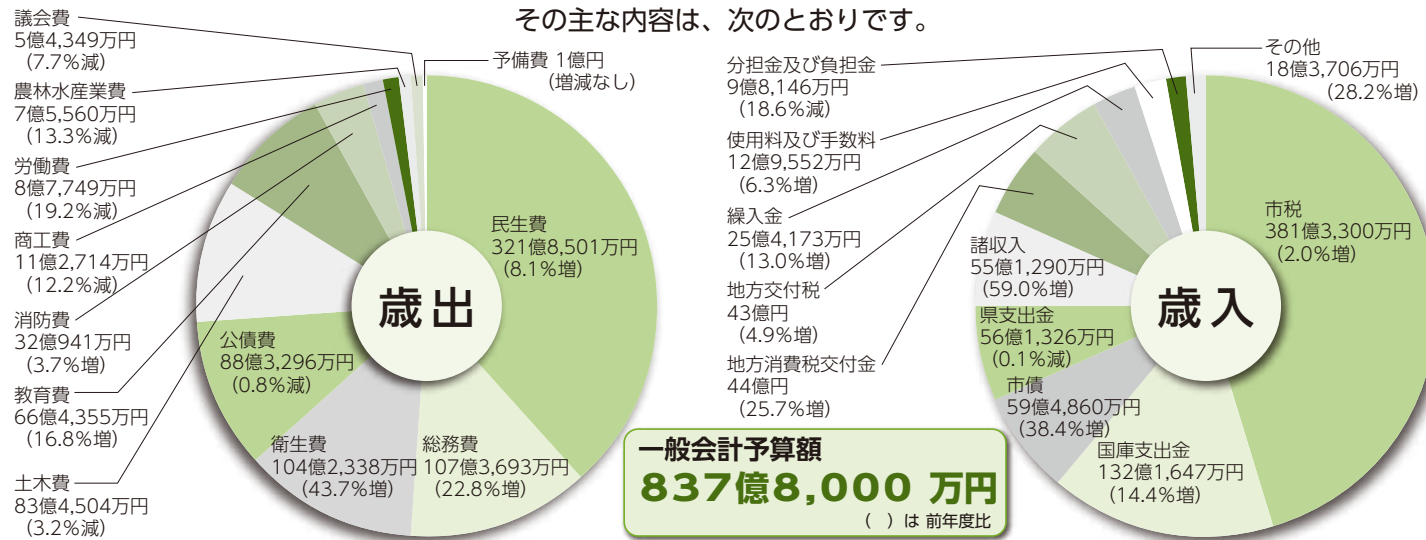 その主な内容は、次のとおりです。
議会費
5億4,349万円
(7.7%減)
農林水産業費
7億5,560万円
(13.3%減)
労働費
8億7,749万円
(19.2%減)
商工費
11億2,714万円
(12.2%減)
消防費
32億941万円
(3.7%増)
教育費
66億4,355万円
(16.8%増)
土木費
83億4,504万円
(3.2%減)
予備費 1億円
(増減なし)
民生費
321億8,501万円
(8.1%増)
歳出
公債費
88億3,296万円
(0.8%減)
衛生費
104億2,338万円
(43.7%増)
総務費
107億3,693万円
(22.8%増)
一般会計予算額
837億8,000 万円
( )は 前年度比
分担金及び負担金
9億8,146万円
(18.6%減)
使用料及び手数料
12億9,552万円
(6.3%増)
繰入金
25億4,173万円
(13.0%増)
地方交付税
43億円
(4.9%増)
地方消費税交付金
44億円
(25.7%増)
その他
18億3,706万円
(28.2%増)
市税
381億3,300万円
(2.0%増)
歳入
諸収入
55億1,290万円
(59.0%増)
県支出金
56億1,326万円
(0.1%減)
市債
59億4,860万円
(38.4%増)
国庫支出金
132億1,647万円
(14.4%増)